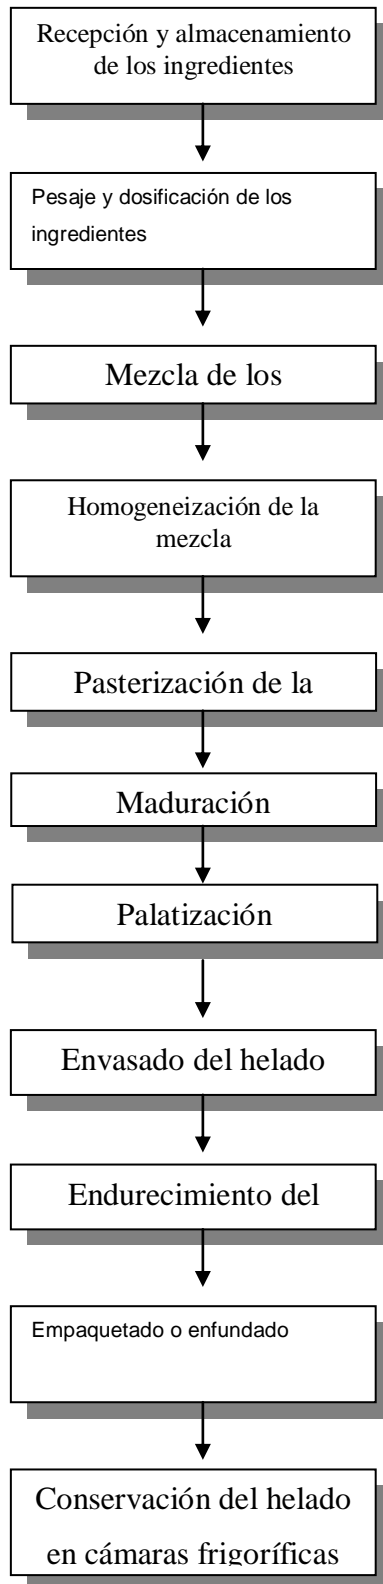 Recepción y almacenamiento
de los ingredientes
Pesaje y dosificación de los
ingredientes
Mezcla de los
Homogeneización de la
mezcla
Pasterización de la
Maduración
Palatización
Envasado del helado
Endurecimiento del
Empaquetado o enfundado
Conservación del helado
en cámaras frigoríficas